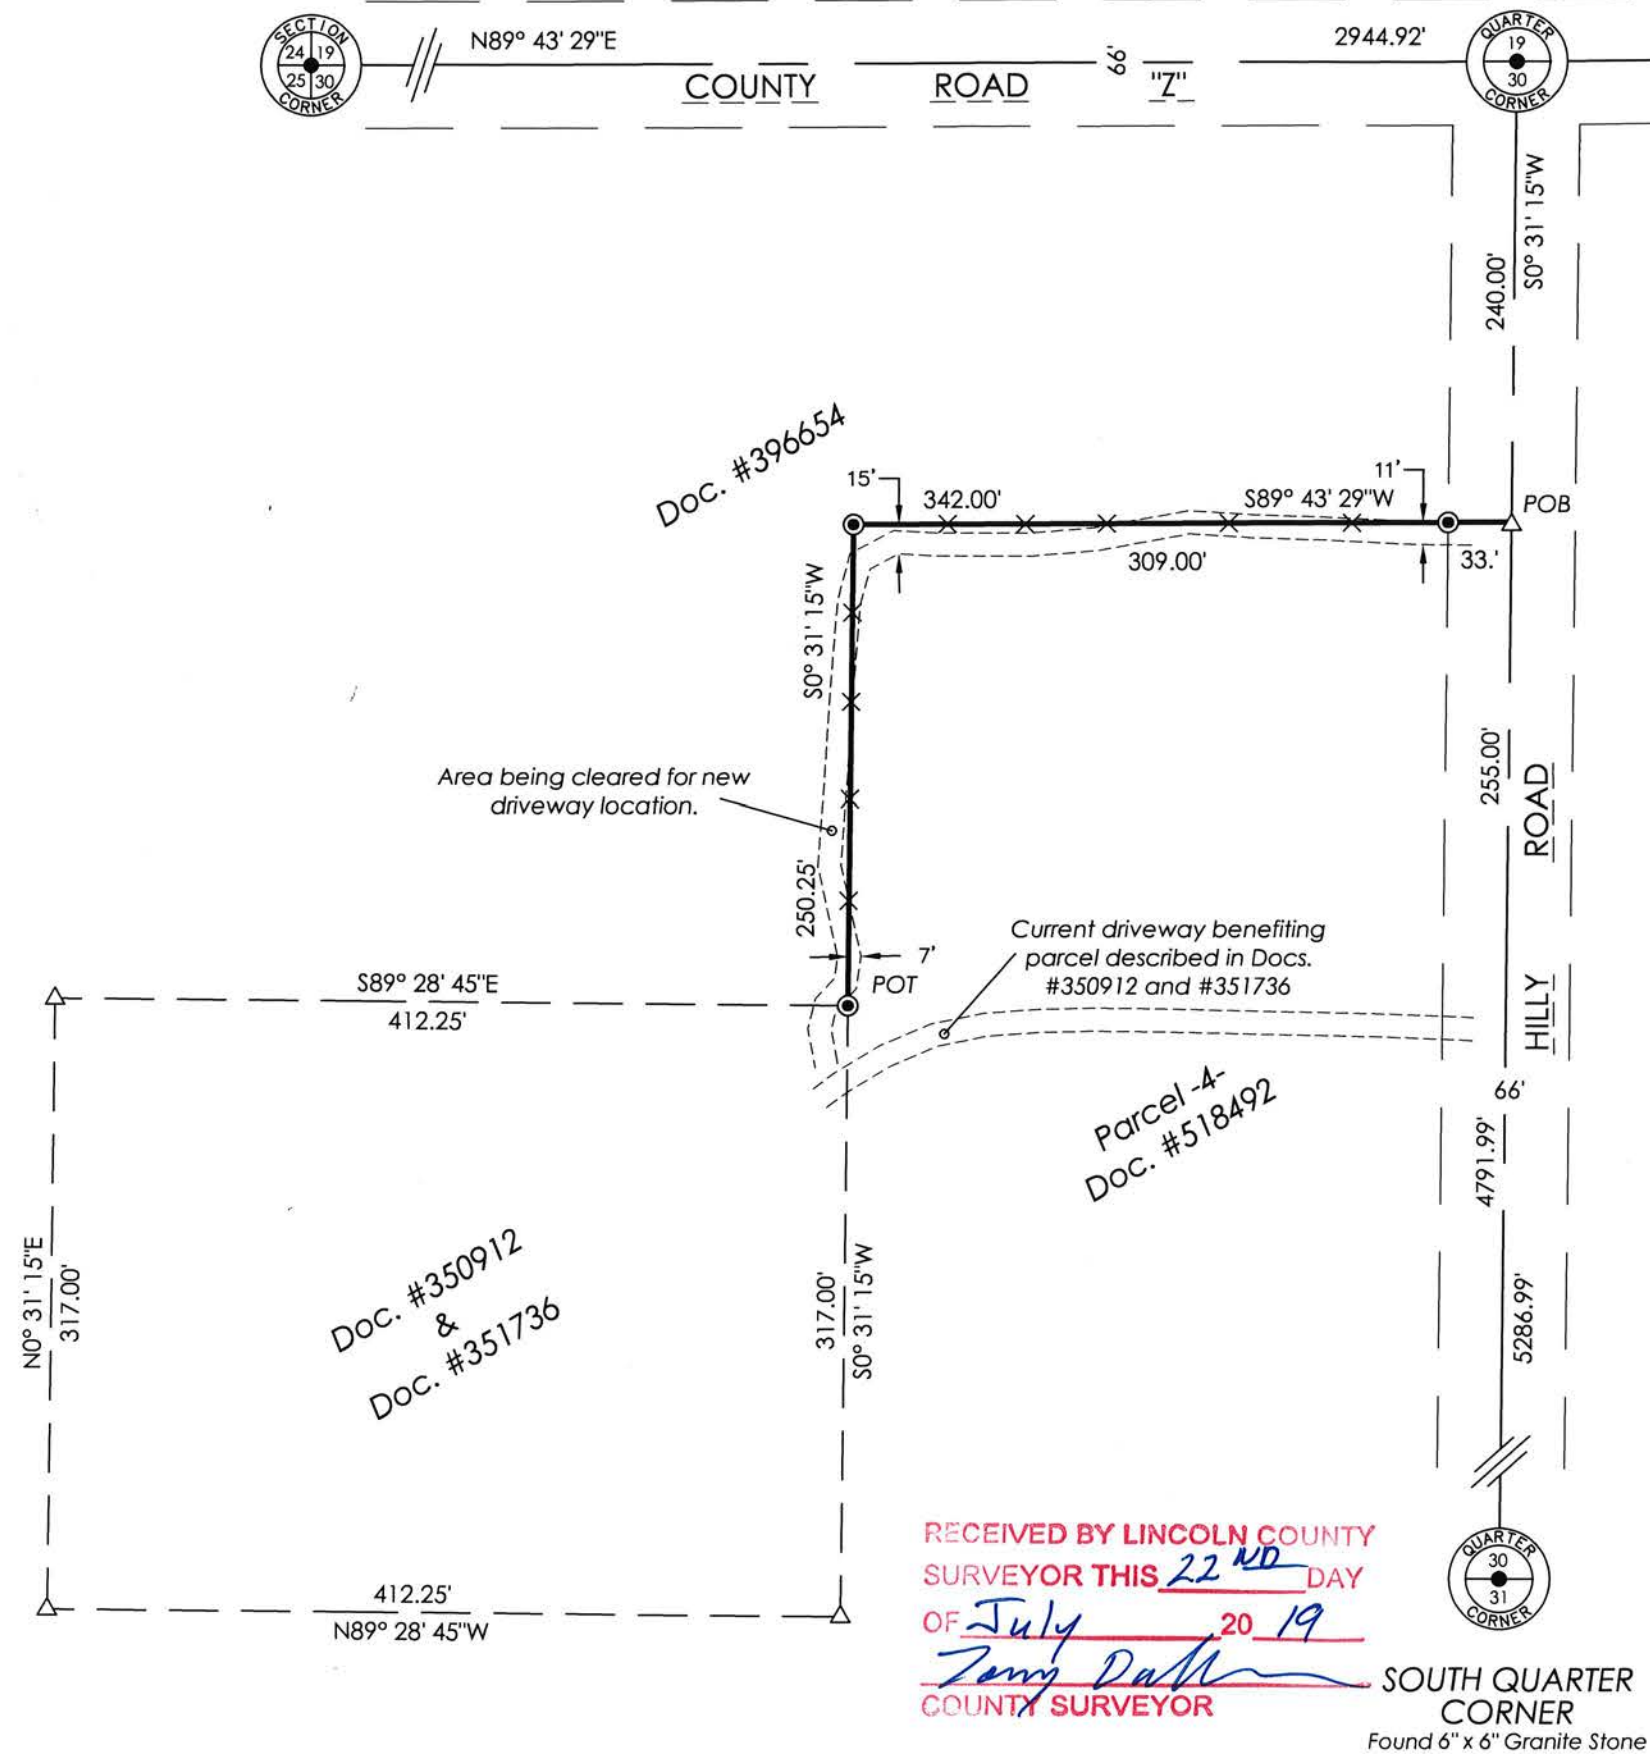 SECTION
24 19
25 30
CORNER
N89° 43' 29"E
2944.92'
QUARTER
19
30
CORNER
COUNTY ROAD "Z"
66'
S0° 31' 15"W
240.00'
Doc. #396654
15'
342.00'
S89° 43' 29"W
11'
POB
309.00'
33.'
S0° 31' 15"W
250.25'
Area being cleared for new
driveway location.
255.00'
HILLY ROAD
7'
POT
Current driveway benefiting
parcel described in Docs.
#350912 and #351736
S89° 28' 45"E
412.25'
66'
Parcel -4-
Doc. #518492
4791.99'
5286.99'
N0° 31' 15"E
317.00'
Doc. #350912
&
Doc. #351736
317.00'
S0° 31' 15"W
412.25'
N89° 28' 45"W
QUARTER
30
31
CORNER
RECEIVED BY LINCOLN COUNTY
SURVEYOR THIS 22ND DAY
OF July 20 19
COUNTY SURVEYOR
SOUTH QUARTER
CORNER
Found 6" x 6" Granite Stone